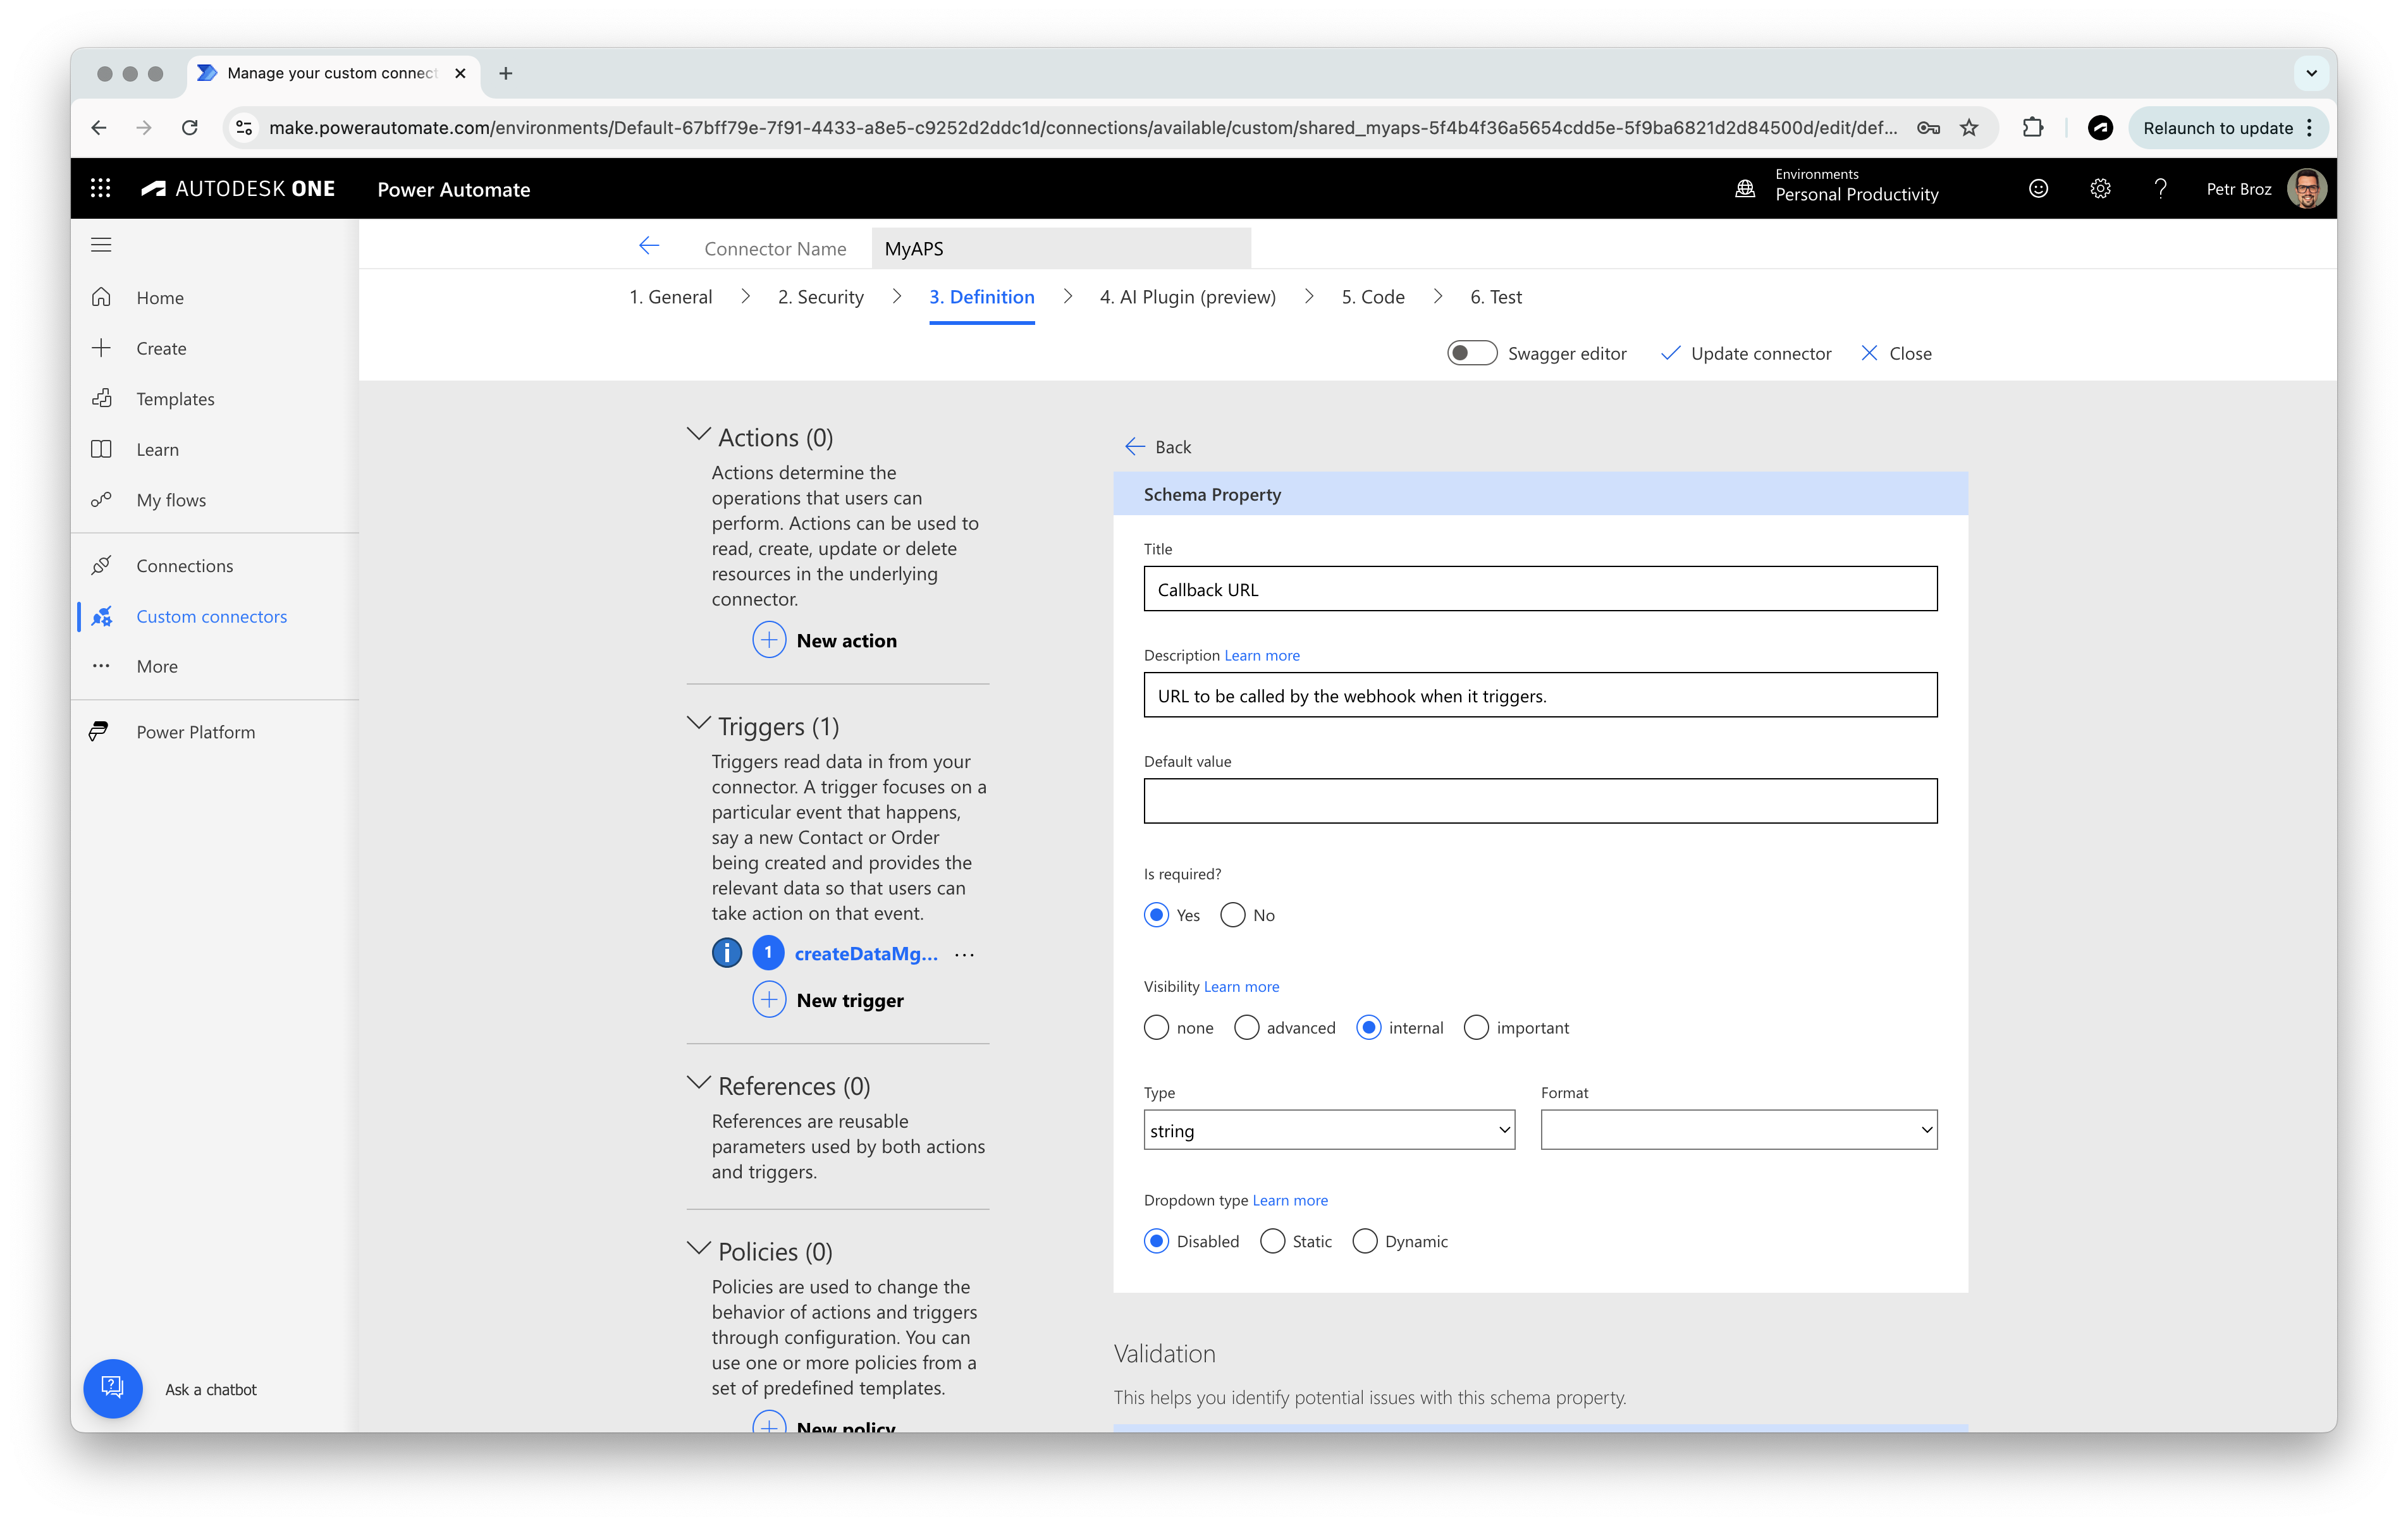 Manage your custom connect
make.powerautomate.com/environments/Default-67bff79e-7f91-4433-a8e5-c9252d2ddc1d/connections/available/custom/shared_myaps-5f4b4f36a5654cdd5e-5f9ba6821d2d84500d/edit/def...
Relaunch to update
AUTODESK ONE
Power Automate
Environments
Personal Productivity
?
Petr Broz
Home
Create
Templates
Learn
My flows
Connections
Custom connectors
More
Power Platform
Ask a chatbot
Connector Name
MyAPS
1. General > 2. Security > 3. Definition > 4. AI Plugin (preview) > 5. Code > 6. Test
Swagger editor
Update connector
Close
Actions (0)
Actions determine the
operations that users can
perform. Actions can be used to
read, create, update or delete
resources in the underlying
connector.
New action
Triggers (1)
Triggers read data in from your
connector. A trigger focuses on a
particular event that happens,
say a new Contact or Order
being created and provides the
relevant data so that users can
take action on that event.
i 1 createDataMg... ...
New trigger
References (0)
References are reusable
parameters used by both actions
and triggers.
Policies (0)
Policies are used to change the
behavior of actions and triggers
through configuration. You can
use one or more policies from a
set of predefined templates.
New policy
Back
Schema Property
Title
Callback URL
Description Learn more
URL to be called by the webhook when it triggers.
Default value
Is required?
Yes No
Visibility Learn more
none advanced internal important
Type Format
string
Dropdown type Learn more
Disabled Static Dynamic
Validation
This helps you identify potential issues with this schema property.